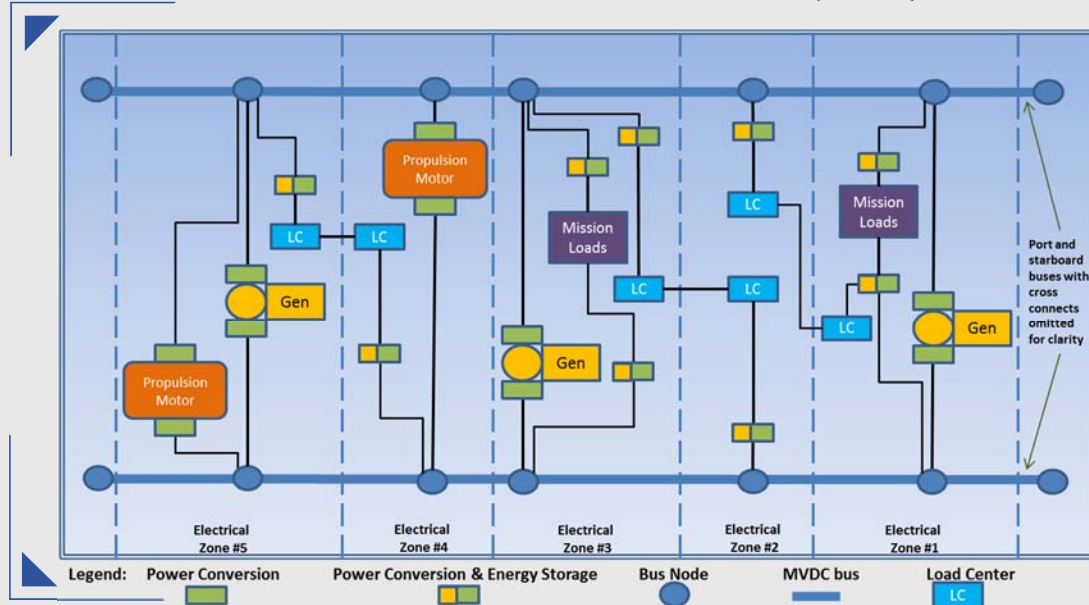 Propulsion
Motor
Mission
Loads
LC
Mission
Loads
LC
LC
Port and
starboard
buses with
cross
connects
omitted
for clarity
Gen
LC
LC
LC
Gen
Gen
Propulsion
Motor
Electrical
Zone #5
Electrical
Zone #4
Electrical
Zone #3
Electrical
Zone #2
Electrical
Zone #1
Legend:
Power Conversion
Power Conversion & Energy Storage
Bus Node
MVDC bus
Load Center
LC